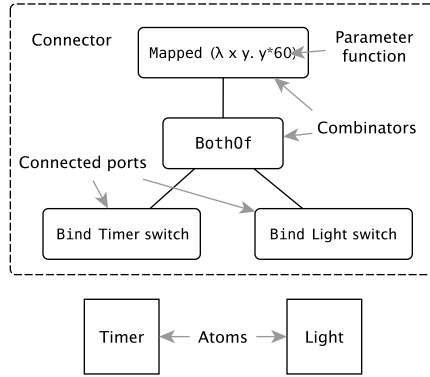 Connector
Mapped (λ x y. y*60)
Parameter
function
BothOf
Combinators
Connected ports
Bind Timer switch
Bind Light switch
Timer
Atoms
Light